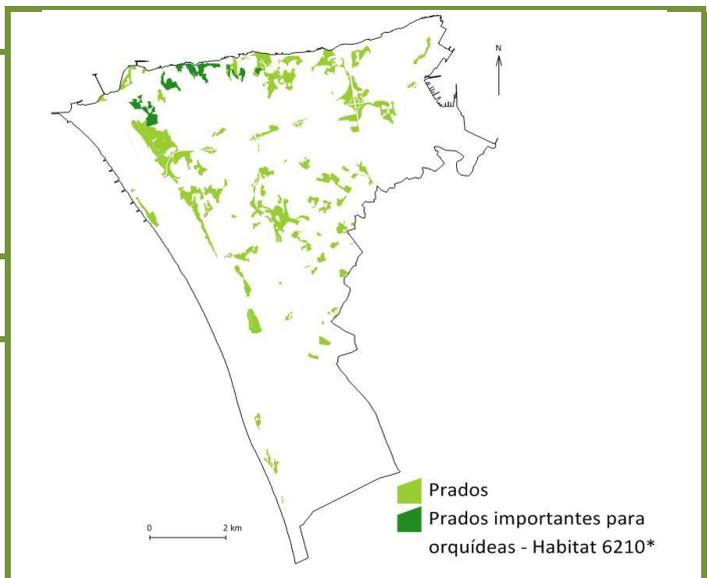 N
0 2 km
Prados
Prados importantes para
orquídeas - Habitat 6210*